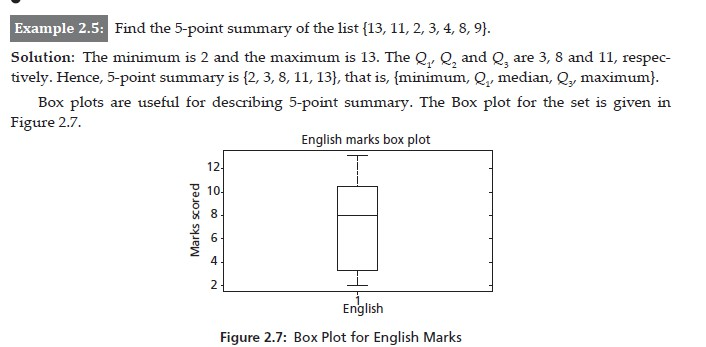 Example 2.5: Find the 5-point summary of the list {13, 11, 2, 3, 4, 8, 9}.
Solution: The minimum is 2 and the maximum is 13. The Q₁, Q₂ and Q₃ are 3, 8 and 11, respec-
tively. Hence, 5-point summary is {2, 3, 8, 11, 13}, that is, {minimum, Q₁, median, Q₃, maximum}.
Box plots are useful for describing 5-point summary. The Box plot for the set is given in
Figure 2.7.
English marks box plot
Marks scored
12
10
8
6
4
2
1
English
Figure 2.7: Box Plot for English Marks